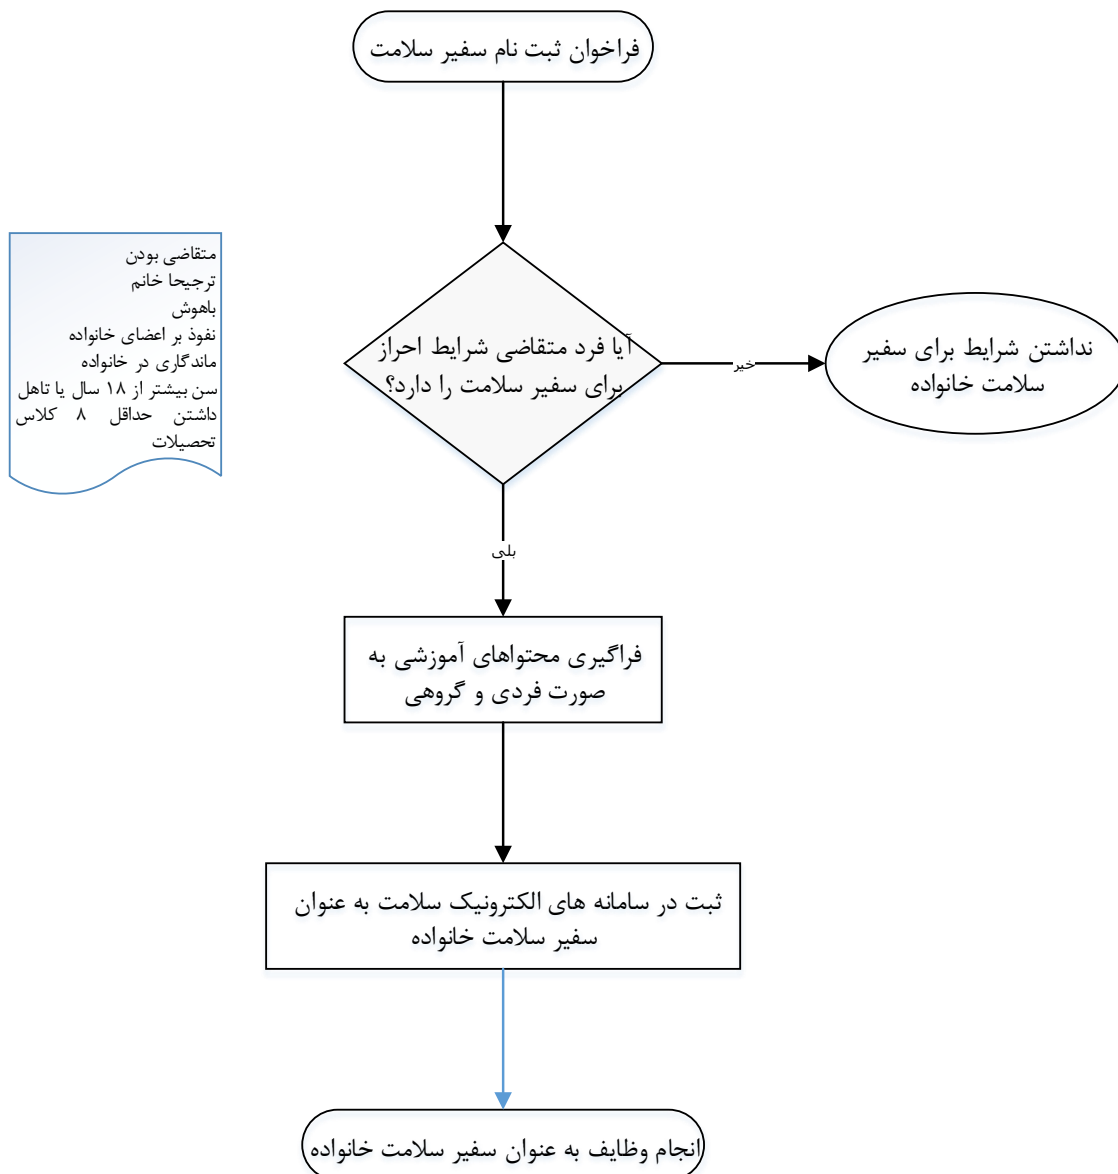 فراخوان ثبت نام سفیر سلامت
متقاضی بودن
ترجیحا خانم
باهوش
نفوذ بر اعضای خانواده
ماندگاری در خانواده
سن بیشتر از ۱۸ سال یا تاهل
داشتن حداقل ۸ کلاس
تحصیلات
آیا فرد متقاضی شرایط احراز
برای سفیر سلامت را دارد؟
خیر
نداشتن شرایط برای سفیر
سلامت خانواده
بلی
فراگیری محتواهای آموزشی به
صورت فردی و گروهی
ثبت در سامانه های الکترونیک سلامت به عنوان
سفیر سلامت خانواده
انجام وظایف به عنوان سفیر سلامت خانواده